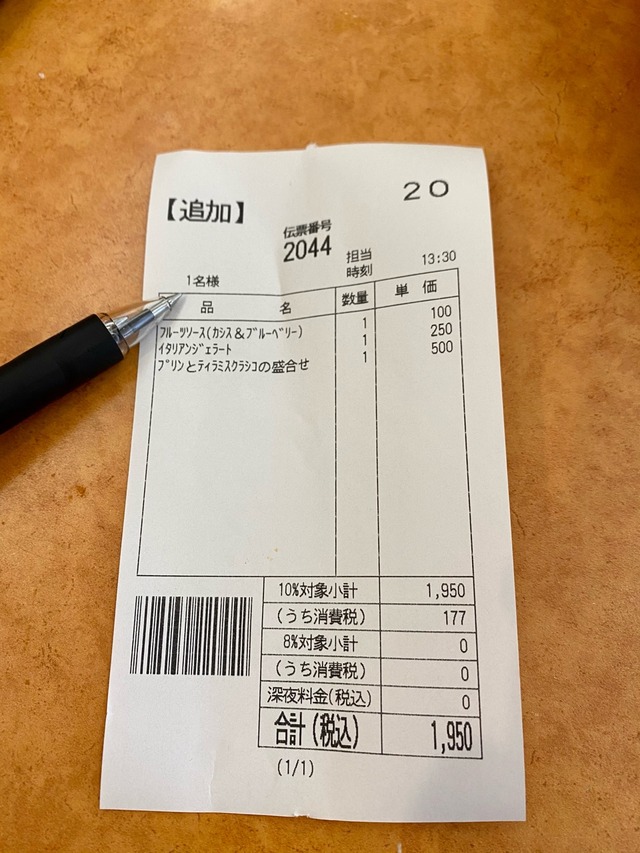 【追加】
20
伝票番号
2044
担当
時刻 13:30
1名様
品 名 数量 単価
フルーツソース(カシス&ブルーベリー) 1 100
イタリアンジェラート 1 250
プリンとティラミスクラシコの盛合せ 1 500
10%対象小計 1,950
(うち消費税) 177
8%対象小計 0
(うち消費税) 0
深夜料金(税込) 0
合計(税込) 1,950
(1/1)